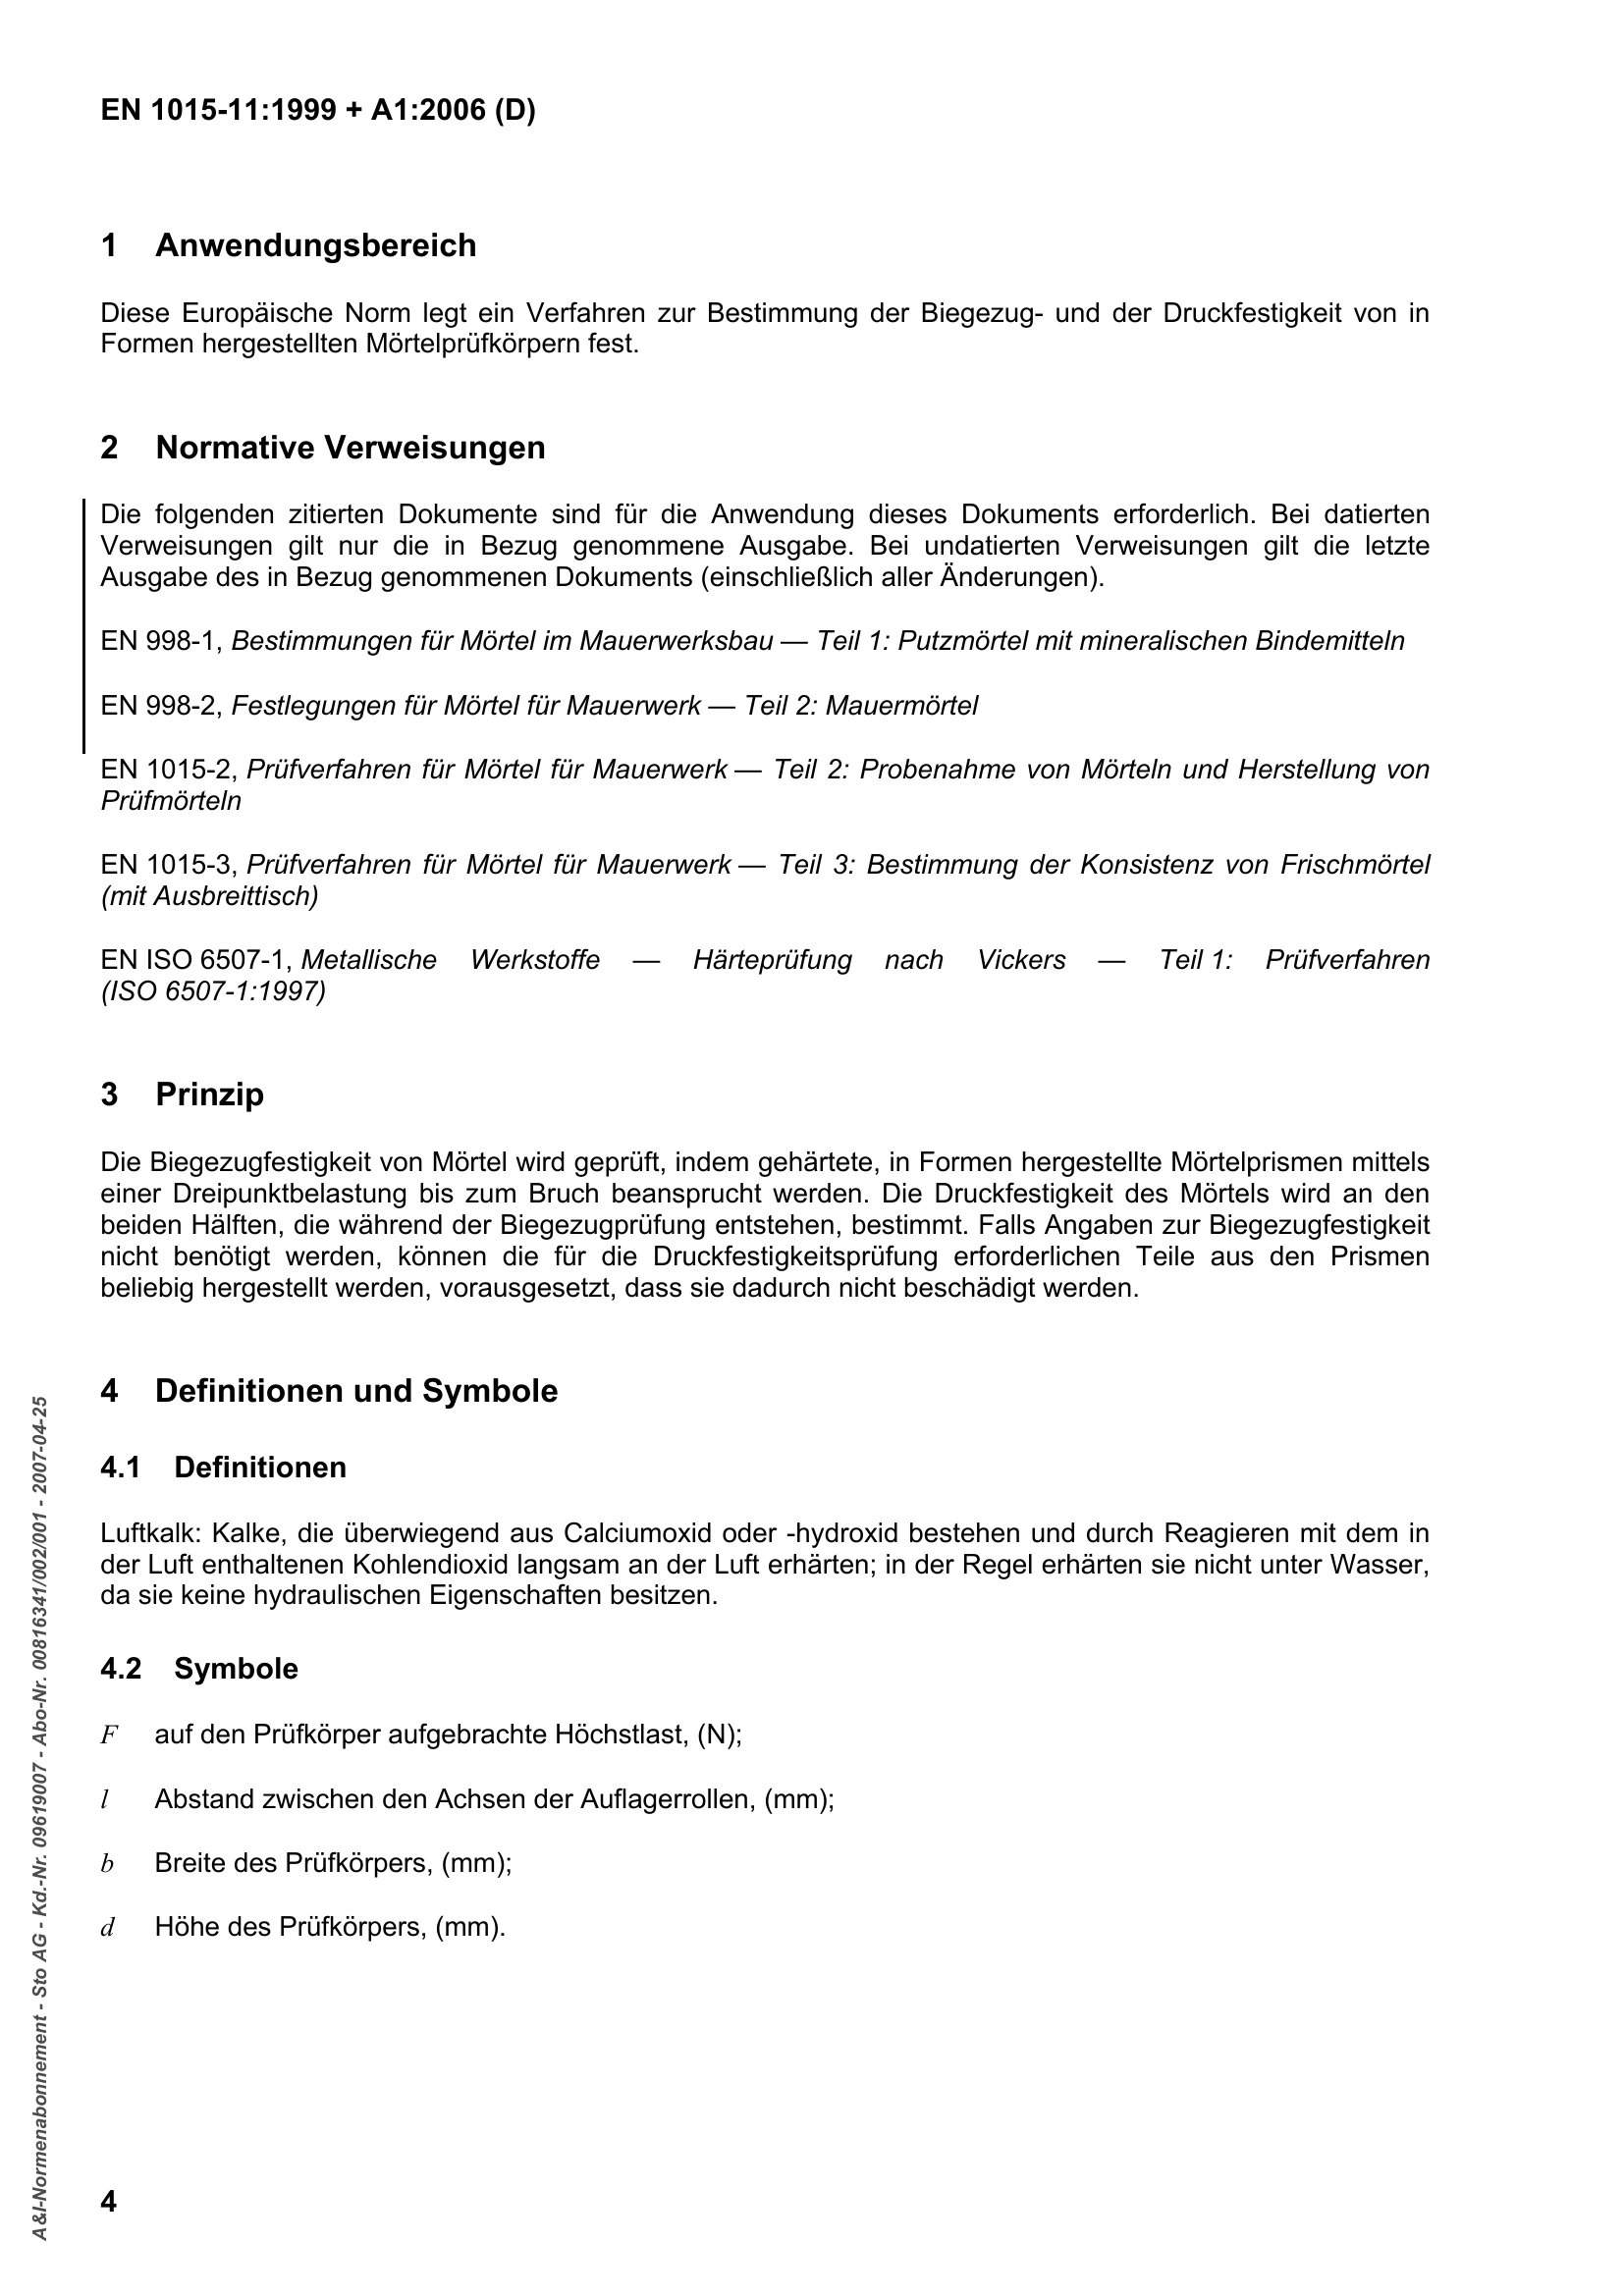 EN 1015-11:1999 + A1:2006 (D)
1 Anwendungsbereich
Diese Europäische Norm legt ein Verfahren zur Bestimmung der Biegezug- und der Druckfestigkeit von in
Formen hergestellten Mörtelprüfkörpern fest.
2 Normative Verweisungen
Die folgenden zitierten Dokumente sind für die Anwendung dieses Dokuments erforderlich. Bei datierten
Verweisungen gilt nur die in Bezug genommene Ausgabe. Bei undatierten Verweisungen gilt die letzte
Ausgabe des in Bezug genommenen Dokuments (einschließlich aller Änderungen).
EN 998-1, Bestimmungen für Mörtel im Mauerwerksbau — Teil 1: Putzmörtel mit mineralischen Bindemitteln
EN 998-2, Festlegungen für Mörtel für Mauerwerk — Teil 2: Mauermörtel
EN 1015-2, Prüfverfahren für Mörtel für Mauerwerk — Teil 2: Probenahme von Mörteln und Herstellung von
Prüfmörteln
EN 1015-3, Prüfverfahren für Mörtel für Mauerwerk — Teil 3: Bestimmung der Konsistenz von Frischmörtel
(mit Ausbreittisch)
EN ISO 6507-1, Metallische Werkstoffe — Härteprüfung nach Vickers — Teil 1: Prüfverfahren
(ISO 6507-1:1997)
3 Prinzip
Die Biegezugfestigkeit von Mörtel wird geprüft, indem gehärtete, in Formen hergestellte Mörtelprismen mittels
einer Dreipunktbelastung bis zum Bruch beansprucht werden. Die Druckfestigkeit des Mörtels wird an den
beiden Hälften, die während der Biegezugprüfung entstehen, bestimmt. Falls Angaben zur Biegezugfestigkeit
nicht benötigt werden, können die für die Druckfestigkeitsprüfung erforderlichen Teile aus den Prismen
beliebig hergestellt werden, vorausgesetzt, dass sie dadurch nicht beschädigt werden.
4 Definitionen und Symbole
4.1 Definitionen
Luftkalk: Kalke, die überwiegend aus Calciumoxid oder -hydroxid bestehen und durch Reagieren mit dem in
der Luft enthaltenen Kohlendioxid langsam an der Luft erhärten; in der Regel erhärten sie nicht unter Wasser,
da sie keine hydraulischen Eigenschaften besitzen.
4.2 Symbole
F auf den Prüfkörper aufgebrachte Höchstlast, (N);
l Abstand zwischen den Achsen der Auflagerrollen, (mm);
b Breite des Prüfkörpers, (mm);
d Höhe des Prüfkörpers, (mm).
4
A&I-Normenabonnement - Sto AG - Kd.-Nr. 09619007 - Abo-Nr. 00816341/002/001 - 2007-04-25